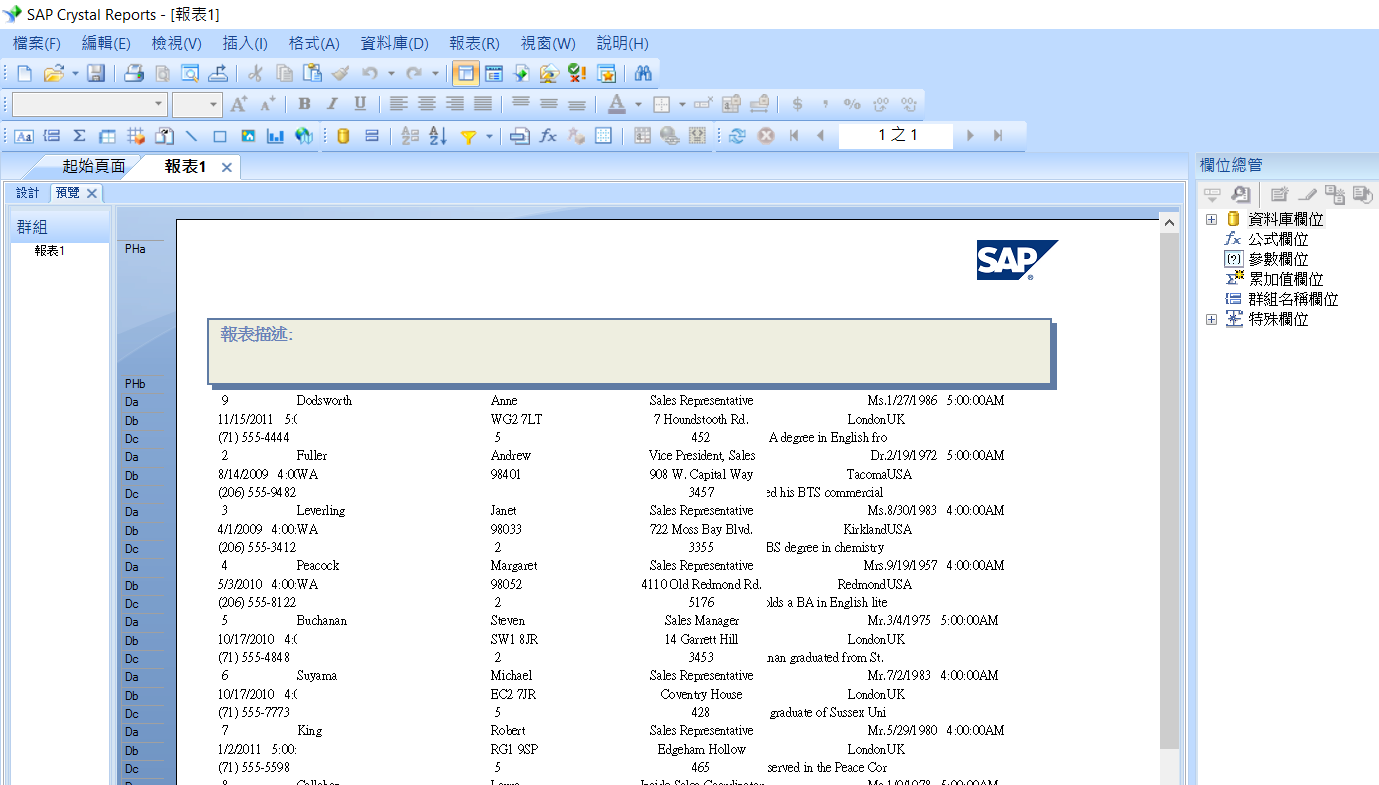 SAP Crystal Reports - [報表1]
檔案(F) 編輯(E) 檢視(V) 插入(I) 格式(A) 資料庫(D) 報表(R) 視窗(W) 說明(H)
1 之 1
起始頁面 報表1
設計 預覽
群組
報表1
欄位總管
資料庫欄位
公式欄位
參數欄位
累加值欄位
群組名稱欄位
特殊欄位
PHa
SAP
報表描述:
PHb
Da 9 Dodsworth Anne Sales Representative Ms.1/27/1986 5:00:00AM
Db 11/15/2011 5:0 WG2 7LT 7 Houndstooth Rd. LondonUK
Dc (71) 555-4444 5 452 A degree in English fro
Da 2 Fuller Andrew Vice President, Sales Dr.2/19/1972 5:00:00AM
Db 8/14/2009 4:00WA 98401 908 W. Capital Way TacomaUSA
Dc (206) 555-9482 3457 ed his BTS commercial
Da 3 Leverling Janet Sales Representative Ms.8/30/1983 4:00:00AM
Db 4/1/2009 4:00:WA 98033 722 Moss Bay Blvd. KirklandUSA
Dc (206) 555-3412 2 3355 BS degree in chemistry
Da 4 Peacock Margaret Sales Representative Mrs.9/19/1957 4:00:00AM
Db 5/3/2010 4:00:WA 98052 4110 Old Redmond Rd. RedmondUSA
Dc (206) 555-8122 2 5176 olds a BA in English lite
Da 5 Buchanan Steven Sales Manager Mr.3/4/1975 5:00:00AM
Db 10/17/2010 4:0 SW1 8JR 14 Garrett Hill LondonUK
Dc (71) 555-4848 2 3453 nan graduated from St.
Da 6 Suyama Michael Sales Representative Mr.7/2/1983 4:00:00AM
Db 10/17/2010 4:0 EC2 7JR Coventry House LondonUK
Dc (71) 555-7773 5 428 graduate of Sussex Uni
Da 7 King Robert Sales Representative Mr.5/29/1980 4:00:00AM
Db 1/2/2011 5:00: RG1 9SP Edgeham Hollow LondonUK
Dc (71) 555-5598 5 465 served in the Peace Cor